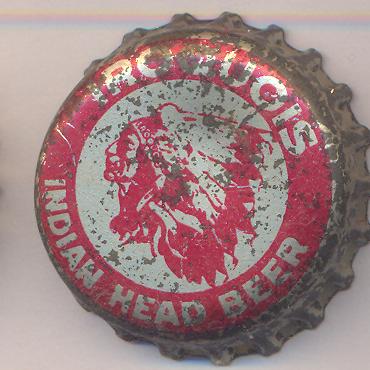 IROQUOIS
INDIAN HEAD BEER